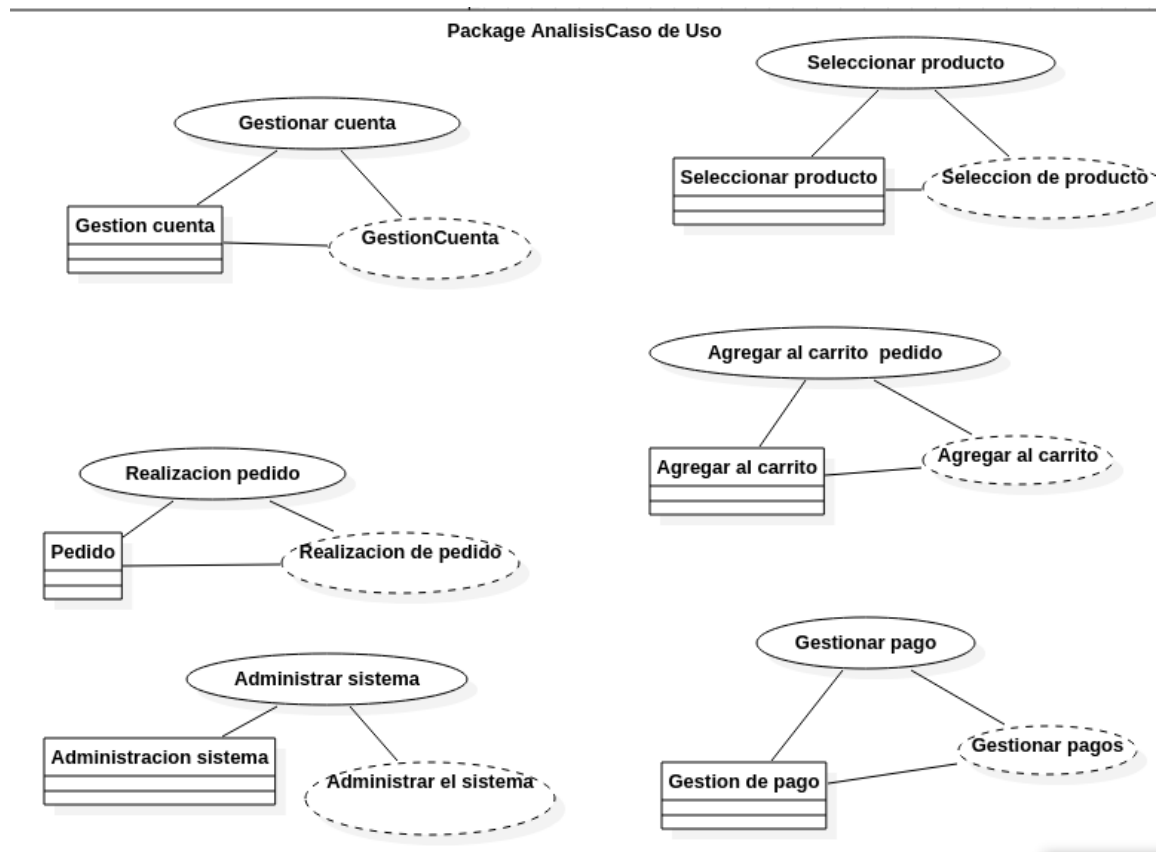 Package AnalisisCaso de Uso
Seleccionar producto
Gestionar cuenta
Seleccionar producto
Seleccion de producto
Gestion cuenta
GestionCuenta
Agregar al carrito  pedido
Agregar al carrito
Agregar al carrito
Realizacion pedido
Pedido
Realizacion de pedido
Gestionar pago
Administrar sistema
Gestionar pagos
Administracion sistema
Administrar el sistema
Gestion de pago